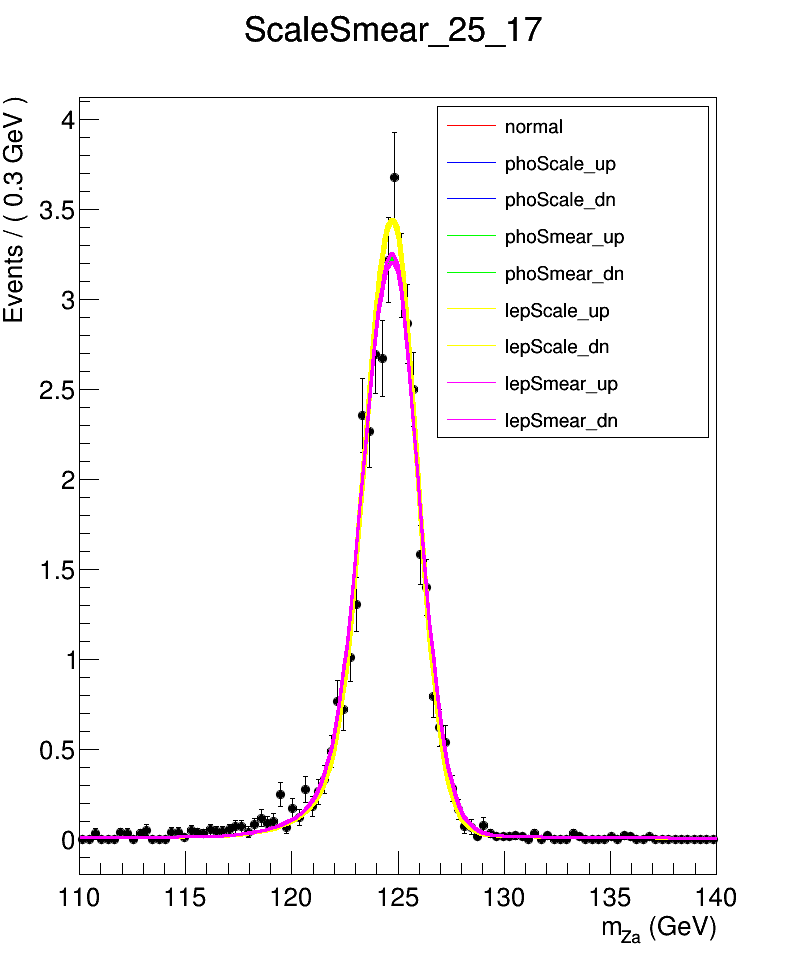 ScaleSmear_25_17
Events / ( 0.3 GeV )
4
3.5
3
2.5
2
1.5
1
0.5
0
normal
phoScale_up
phoScale_dn
phoSmear_up
phoSmear_dn
lepScale_up
lepScale_dn
lepSmear_up
lepSmear_dn
110 115 120 125 130 135 140
m_Za (GeV)